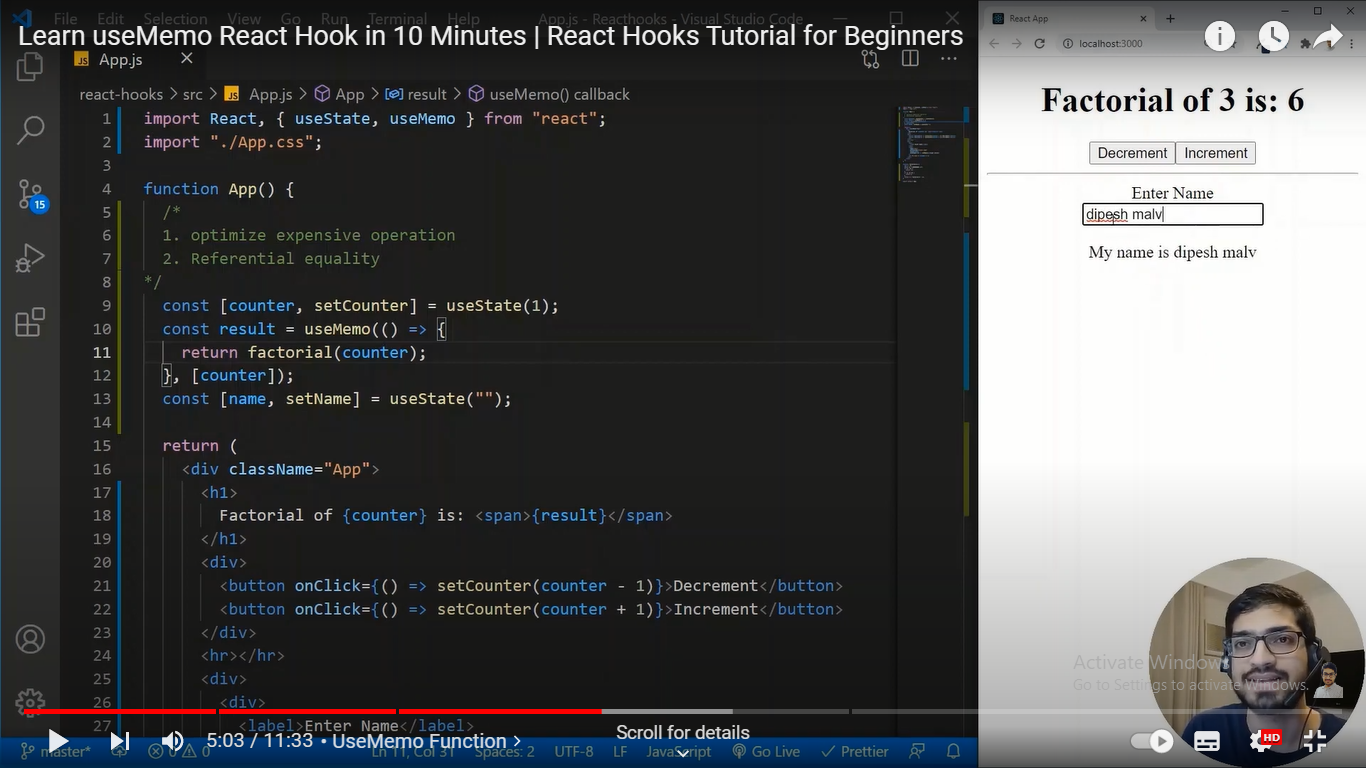 File Edit Selection View Go Run Terminal Help App.js - Reacthooks - Visual Studio Code
Learn useMemo React Hook in 10 Minutes | React Hooks Tutorial for Beginners
JS App.js
react-hooks > src > JS App.js > App > result > useMemo() callback
1 import React, { useState, useMemo } from "react";
2 import "./App.css";
3
4 function App() {
5 /*
6 1. optimize expensive operation
7 2. Referential equality
8 */
9 const [counter, setCounter] = useState(1);
10 const result = useMemo(() => {
11 return factorial(counter);
12 }, [counter]);
13 const [name, setName] = useState("");
14
15 return (
16 <div className="App">
17 <h1>
18 Factorial of {counter} is: <span>{result}</span>
19 </h1>
20 <div>
21 <button onClick={() => setCounter(counter - 1)}>Decrement</button>
22 <button onClick={() => setCounter(counter + 1)}>Increment</button>
23 </div>
24 <hr></hr>
25 <div>
26 <div>
27 <label>Enter Name</label>
15
React App
localhost:3000
Factorial of 3 is: 6
Decrement Increment
Enter Name
dipesh malv
My name is dipesh malv
Activate Windows
Go to Settings to activate Windows.
Scroll for details
5:03 / 11:33 • UseMemo Function >
HD
master* 0 0 Ln 11, Col 31 Spaces: 2 UTF-8 LF JavaScript Go Live Prettier